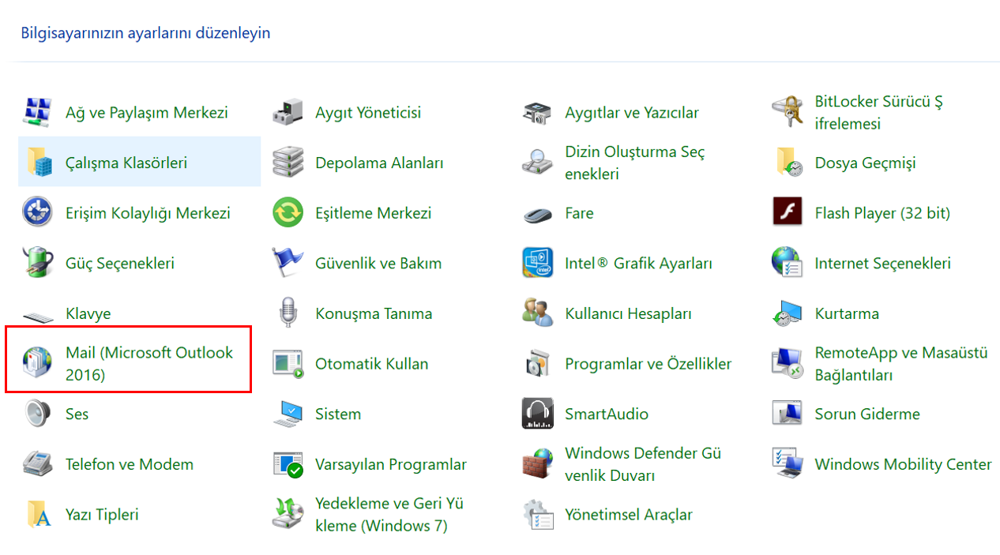 Bilgisayarınızın ayarlarını düzenleyin
Ağ ve Paylaşım Merkezi
Aygıt Yöneticisi
Aygıtlar ve Yazıcılar
BitLocker Sürücü Ş
ifrelemesi
Çalışma Klasörleri
Depolama Alanları
Dizin Oluşturma Seç
enekleri
Dosya Geçmişi
Erişim Kolaylığı Merkezi
Eşitleme Merkezi
Fare
Flash Player (32 bit)
Güç Seçenekleri
Güvenlik ve Bakım
Intel® Grafik Ayarları
Internet Seçenekleri
Klavye
Konuşma Tanıma
Kullanıcı Hesapları
Kurtarma
Mail (Microsoft Outlook
2016)
Otomatik Kullan
Programlar ve Özellikler
RemoteApp ve Masaüstü
Bağlantıları
Ses
Sistem
SmartAudio
Sorun Giderme
Telefon ve Modem
Varsayılan Programlar
Windows Defender Gü
venlik Duvarı
Windows Mobility Center
Yazı Tipleri
Yedekleme ve Geri Yü
kleme (Windows 7)
Yönetimsel Araçlar